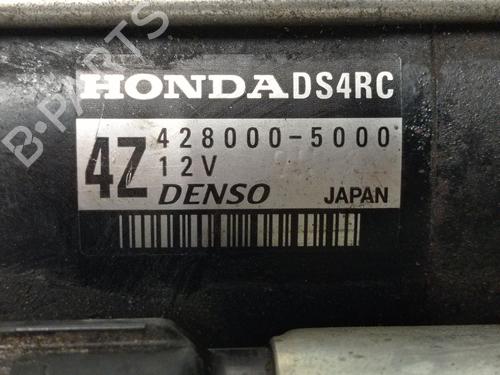 B-PARTS
HONDA DS4RC
4Z 428000-5000
12V
DENSO JAPAN